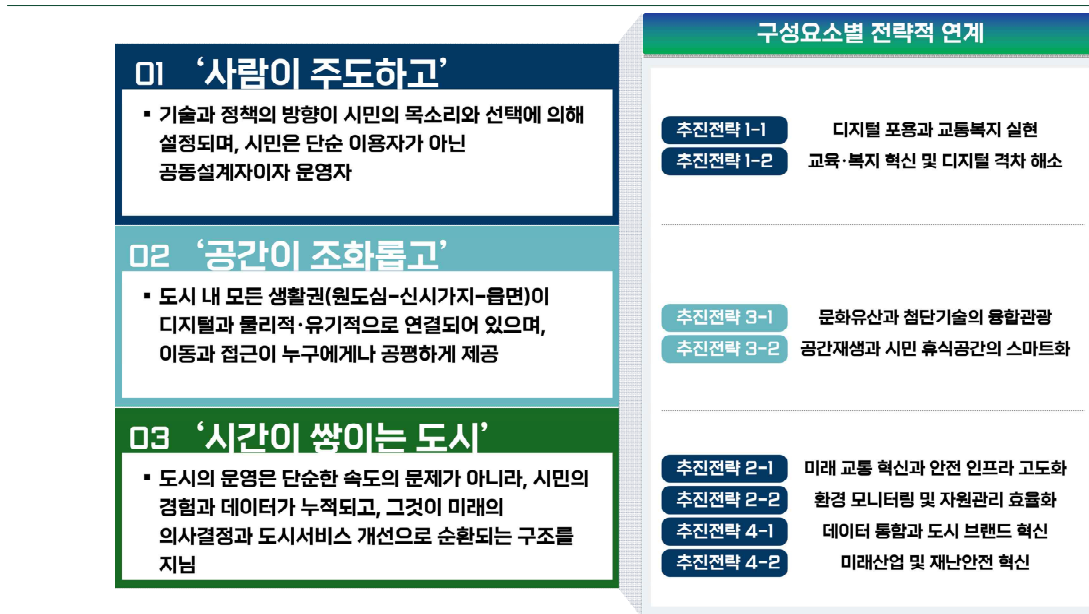 구성요소별 전략적 연계
01 ‘사람이 주도하고’
▪ 기술과 정책의 방향이 시민의 목소리와 선택에 의해
설정되며, 시민은 단순 이용자가 아닌
공동설계자이자 운영자
추진전략 1-1 디지털 포용과 교통복지 실현
추진전략 1-2 교육·복지 혁신 및 디지털 격차 해소
02 ‘공간이 조화롭고’
▪ 도시 내 모든 생활권(원도심-신시가지-읍면)이
디지털과 물리적·유기적으로 연결되어 있으며,
이동과 접근이 누구에게나 공평하게 제공
추진전략 3-1 문화유산과 첨단기술의 융합관광
추진전략 3-2 공간재생과 시민 휴식공간의 스마트화
03 ‘시간이 쌓이는 도시’
▪ 도시의 운영은 단순한 속도의 문제가 아니라, 시민의
경험과 데이터가 누적되고, 그것이 미래의
의사결정과 도시서비스 개선으로 순환되는 구조를
지님
추진전략 2-1 미래 교통 혁신과 안전 인프라 고도화
추진전략 2-2 환경 모니터링 및 자원관리 효율화
추진전략 4-1 데이터 통합과 도시 브랜드 혁신
추진전략 4-2 미래산업 및 재난안전 혁신